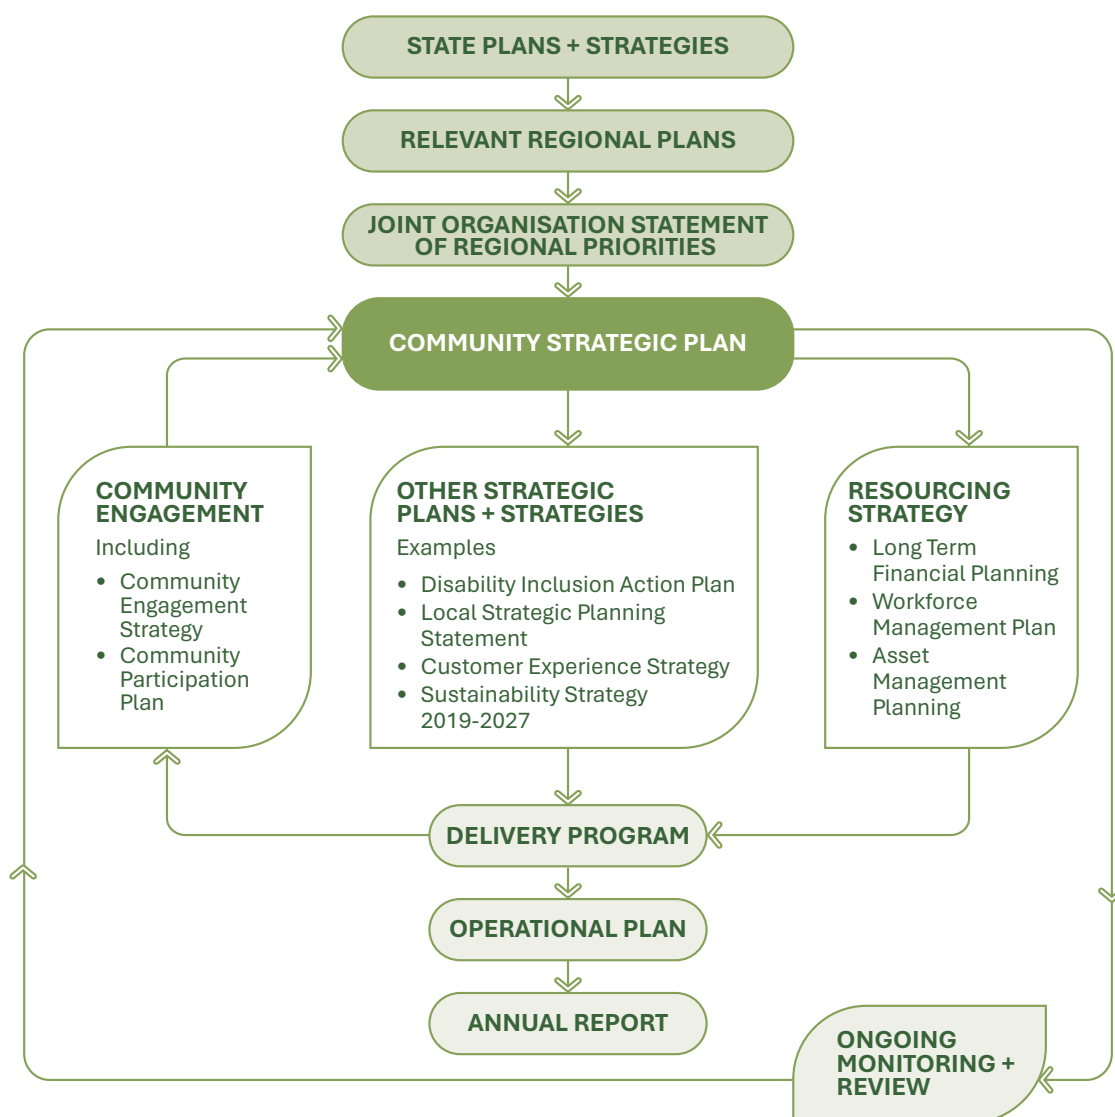 STATE PLANS + STRATEGIES
RELEVANT REGIONAL PLANS
JOINT ORGANISATION STATEMENT
OF REGIONAL PRIORITIES
COMMUNITY STRATEGIC PLAN
COMMUNITY
ENGAGEMENT
Including
• Community
Engagement
Strategy
• Community
Participation
Plan
OTHER STRATEGIC
PLANS + STRATEGIES
Examples
• Disability Inclusion Action Plan
• Local Strategic Planning
Statement
• Customer Experience Strategy
• Sustainability Strategy
2019-2027
RESOURCING
STRATEGY
• Long Term
Financial Planning
• Workforce
Management Plan
• Asset
Management
Planning
DELIVERY PROGRAM
OPERATIONAL PLAN
ANNUAL REPORT
ONGOING
MONITORING +
REVIEW